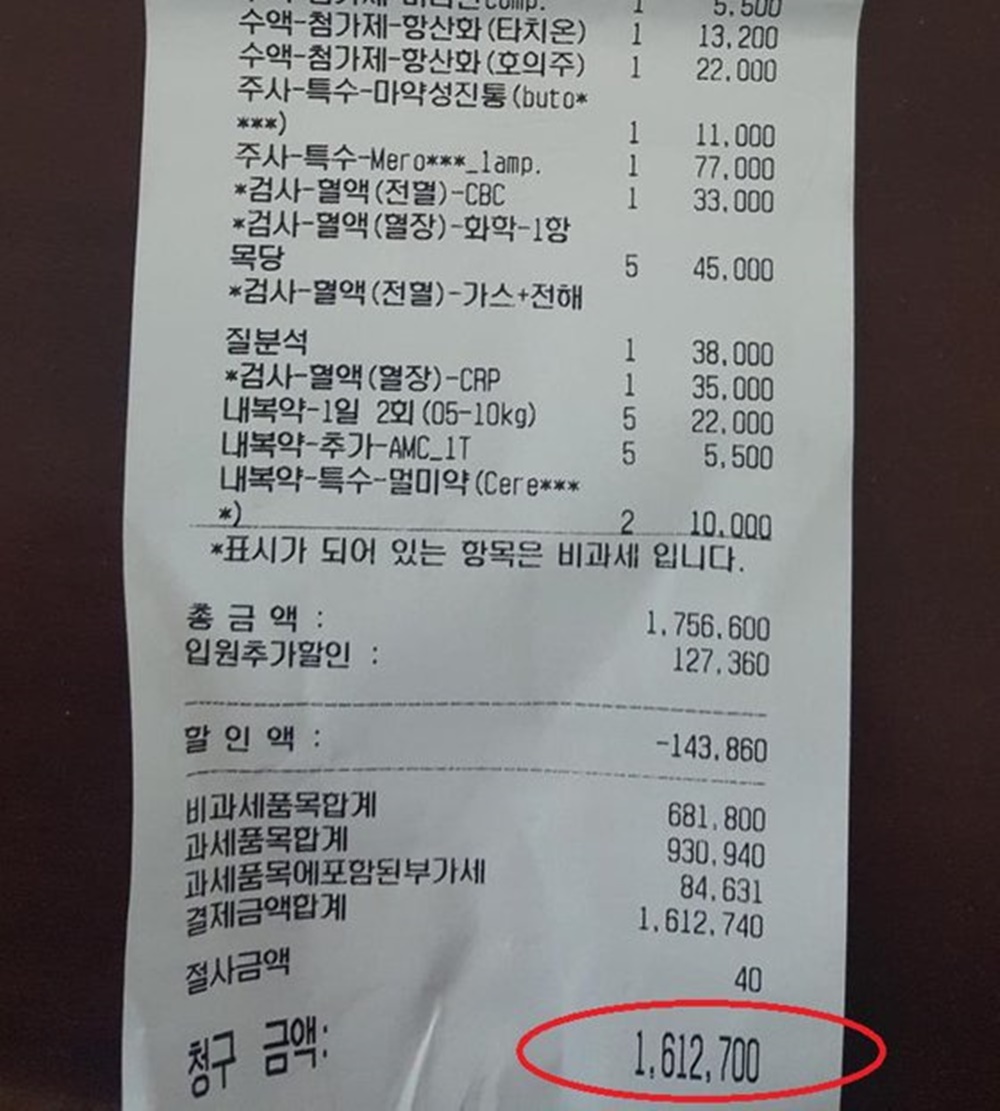 5,500
수액-첨가제-항산화(타치온) 1 13,200
수액-첨가제-항산화(호의주) 1 22,000
주사-특수-마약성진통(buto*
***) 1 11,000
주사-특수-Mero***_1amp. 1 77,000
*검사-혈액(전혈)-CBC 1 33,000
*검사-혈액(혈장)-화학-1항
목당 5 45,000
*검사-혈액(전혈)-가스+전해
질분석 1 38,000
*검사-혈액(혈장)-CRP 1 35,000
내복약-1일 2회(05-10kg) 5 22,000
내복약-추가-AMC_1T 5 5,500
내복약-특수-멀미약(Cere***
*) 2 10,000
*표시가 되어 있는 항목은 비과세 입니다.
총 금 액 : 1,756,600
입원추가할인 : 127,360
할 인 액 : -143,860
비과세품목합계 681,800
과세품목합계 930,940
과세품목에포함된부가세 84,631
결제금액합계 1,612,740
절사금액 40
청구 금액: 1,612,700